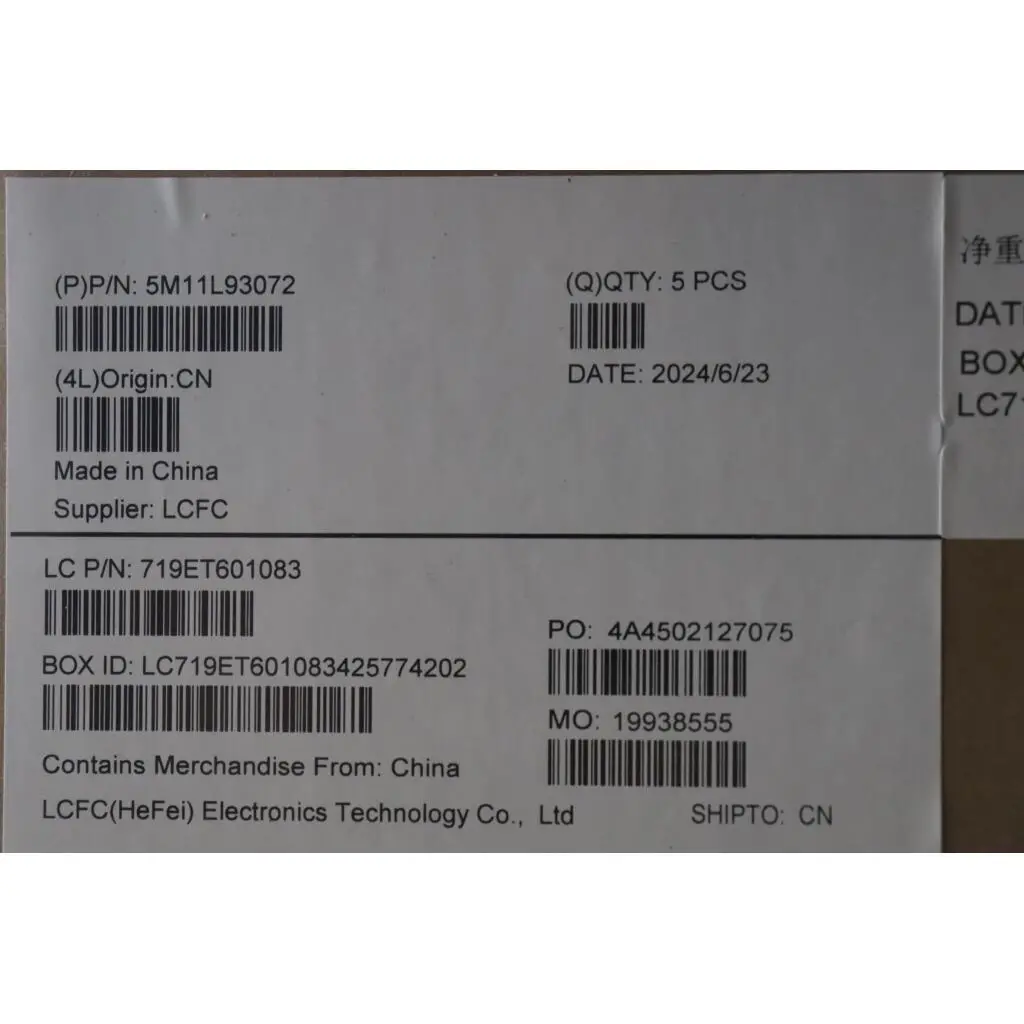 (P)P/N: 5M11L93072
(Q)QTY: 5 PCS
(4L)Origin:CN
DATE: 2024/6/23
Made in China
Supplier: LCFC
LC P/N: 719ET601083
PO: 4A4502127075
BOX ID: LC719ET601083425774202
MO: 19938555
Contains Merchandise From: China
LCFC(HeFei) Electronics Technology Co., Ltd
SHIPTO: CN
净重
DAT
BOX
LC71